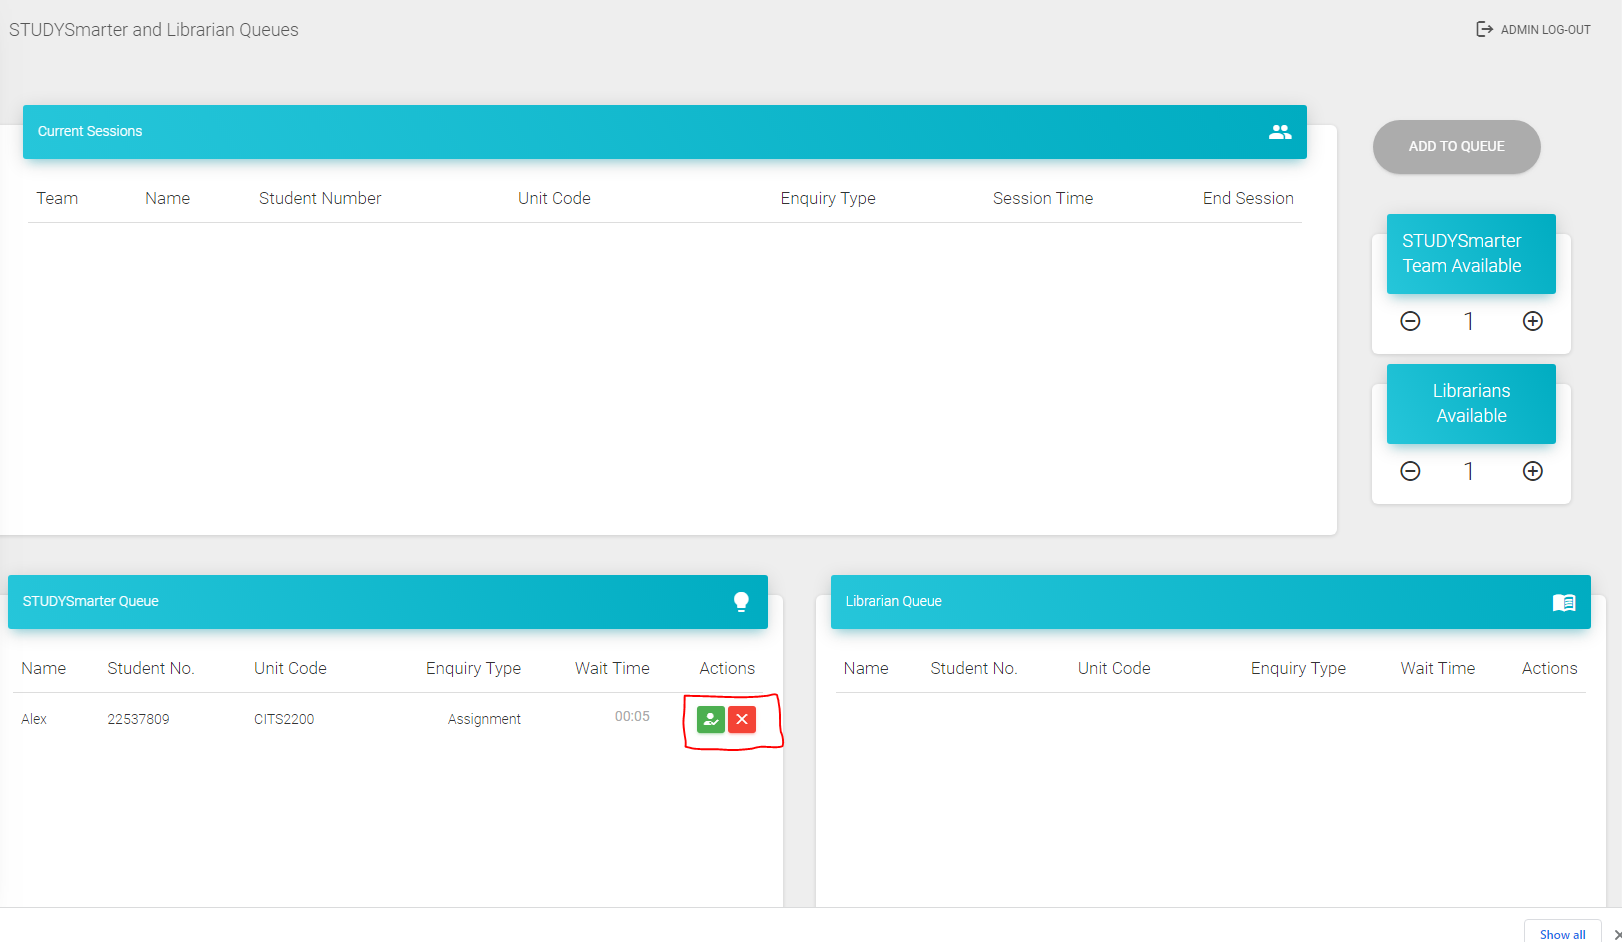 STUDYSmarter and Librarian Queues
ADMIN LOG-OUT
Current Sessions
ADD TO QUEUE
Team Name Student Number Unit Code Enquiry Type Session Time End Session
STUDYSmarter
Team Available
1
Librarians
Available
1
STUDYSmarter Queue
Name Student No. Unit Code Enquiry Type Wait Time Actions
Alex 22537809 CITS2200 Assignment 00:05
Librarian Queue
Name Student No. Unit Code Enquiry Type Wait Time Actions
Show all